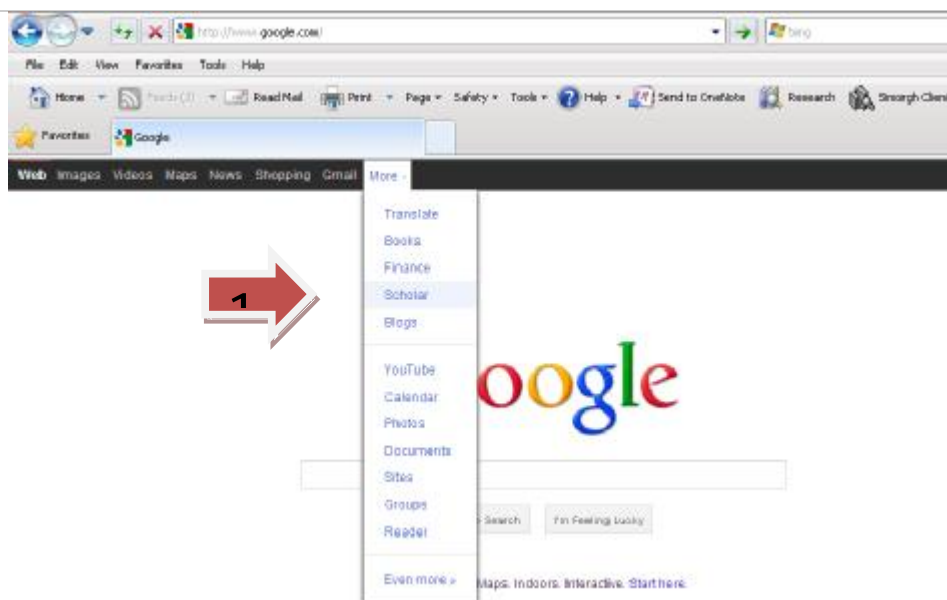 http://www.google.com/
bing
File Edit View Favorites Tools Help
Home Feeds (J) Read Mail Print Page Safety Tools Help Send to OneNote Research
Favorites Google
Web Images Videos Maps News Shopping Gmail More
Translate
Books
Finance
1 Scholar
Blogs
YouTube
oogle
Calendar
Photos
Documents
Sites
Groups
Search I'm Feeling Lucky
Reader
Even more »
Maps. Indoors. Interactive. Start here.